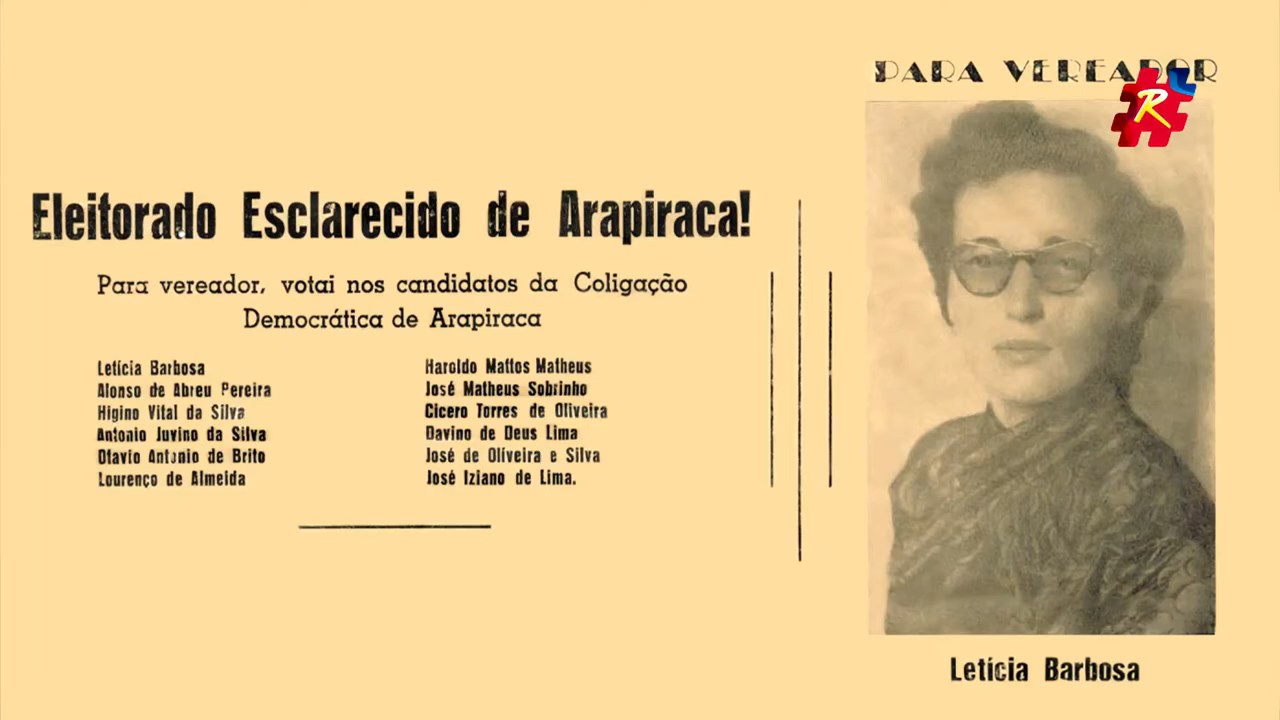 Eleitorado Esclarecido de Arapiraca!
Para vereador, votai nos candidatos da Coligação
Democrática de Arapiraca
Letícia Barbosa
Alonso de Abreu Pereira
Higino Vital da Silva
Antonio Juvino da Silva
Otavio Antonio de Brito
Lourenço de Almeida
Haroldo Mattos Matheus
José Matheus Sobrinho
Cicero Torres de Oliveira
Davino de Deus Lima
José de Oliveira e Silva
José Iziano de Lima.
PARA VEREADOR
R
Letícia Barbosa